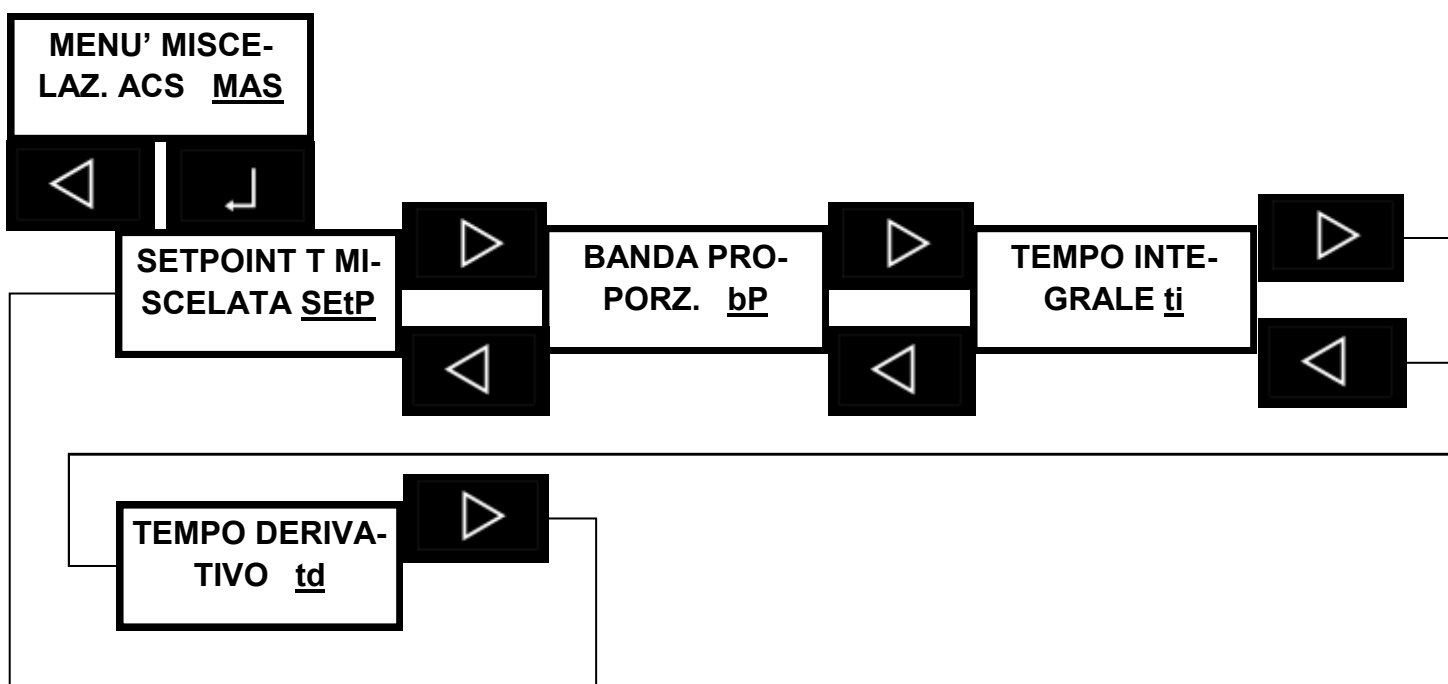 MENU' MISCE-
LAZ. ACS MAS
SETPOINT T MI-
SCELATA SEtP
BANDA PRO-
PORZ. bP
TEMPO INTE-
GRALE ti
TEMPO DERIVA-
TIVO td